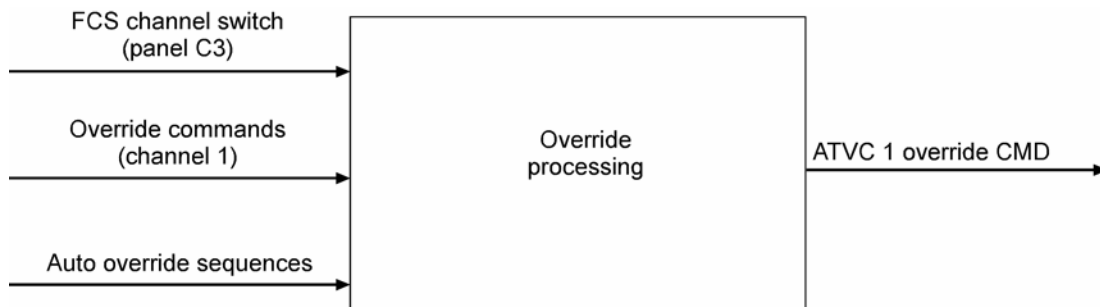 FCS channel switch
(panel C3)
Override commands
(channel 1)
Auto override sequences
Override
processing
ATVC 1 override CMD